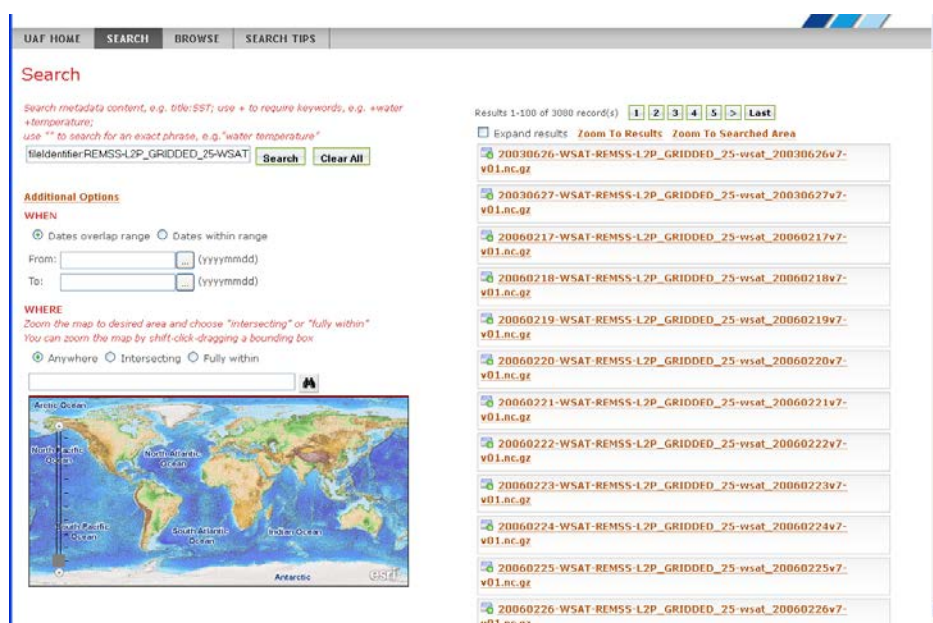 UAF HOME SEARCH BROWSE SEARCH TIPS
Search
Search metadata content, e.g. title:SST; use + to require keywords, e.g. +water
+temperature;
use "" to search for an exact phrase, e.g."water temperature"
fileIdentifier:REMSS-L2P_GRIDDED_25-WSAT Search Clear All
Additional Options
WHEN
Dates overlap range Dates within range
From: ... (yyyymmdd)
To: ... (yyyymmdd)
WHERE
Zoom the map to desired area and choose "intersecting" or "fully within"
You can zoom the map by shift-click-dragging a bounding box
Anywhere Intersecting Fully within
Arctic Ocean
North Pacific
Ocean
North Atlantic
Ocean
South Pacific
Ocean
South Atlantic
Ocean
Indian Ocean
Antarctic
esri
Results 1-100 of 3080 record(s) 1 2 3 4 5 > Last
Expand results Zoom To Results Zoom To Searched Area
20030626-WSAT-REMSS-L2P_GRIDDED_25-wsat_20030626v7-
v01.nc.gz
20030627-WSAT-REMSS-L2P_GRIDDED_25-wsat_20030627v7-
v01.nc.gz
20060217-WSAT-REMSS-L2P_GRIDDED_25-wsat_20060217v7-
v01.nc.gz
20060218-WSAT-REMSS-L2P_GRIDDED_25-wsat_20060218v7-
v01.nc.gz
20060219-WSAT-REMSS-L2P_GRIDDED_25-wsat_20060219v7-
v01.nc.gz
20060220-WSAT-REMSS-L2P_GRIDDED_25-wsat_20060220v7-
v01.nc.gz
20060221-WSAT-REMSS-L2P_GRIDDED_25-wsat_20060221v7-
v01.nc.gz
20060222-WSAT-REMSS-L2P_GRIDDED_25-wsat_20060222v7-
v01.nc.gz
20060223-WSAT-REMSS-L2P_GRIDDED_25-wsat_20060223v7-
v01.nc.gz
20060224-WSAT-REMSS-L2P_GRIDDED_25-wsat_20060224v7-
v01.nc.gz
20060225-WSAT-REMSS-L2P_GRIDDED_25-wsat_20060225v7-
v01.nc.gz
20060226-WSAT-REMSS-L2P_GRIDDED_25-wsat_20060226v7-
v01.nc.gz